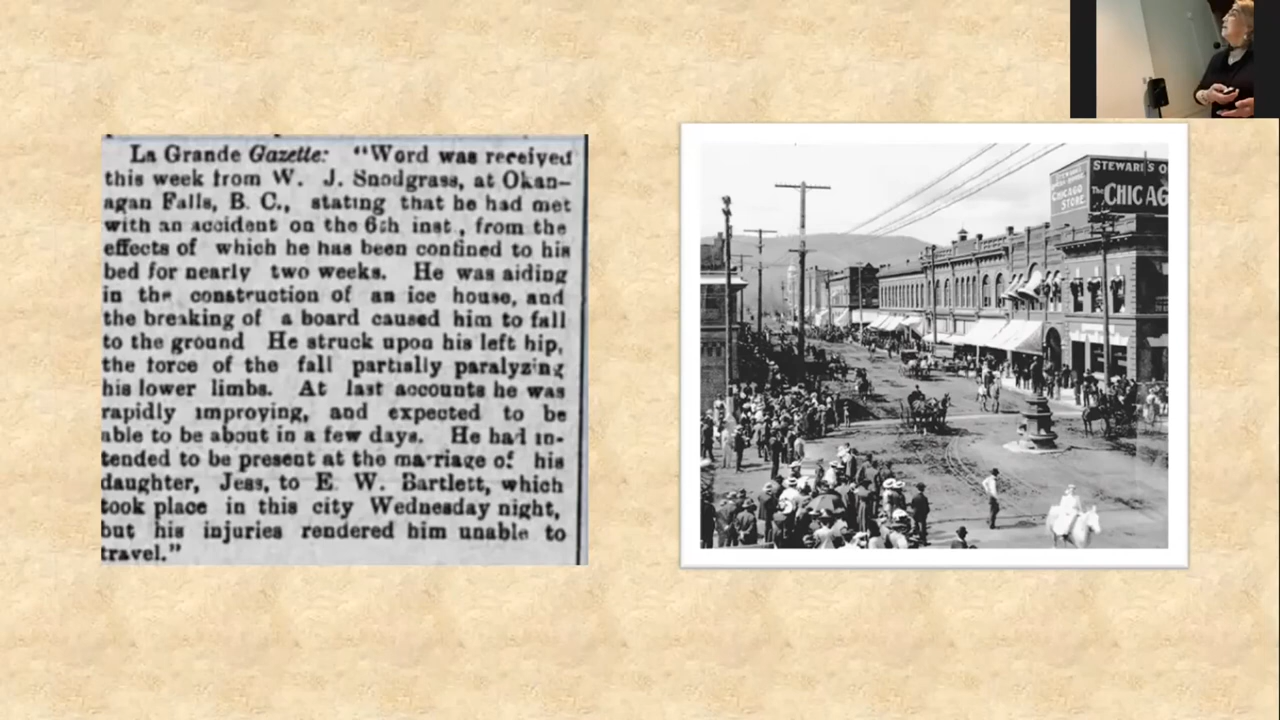 La Grande Gazette: "Word was received
this week from W. J. Snodgrass, at Okan-
agan Falls, B. C., stating that he had met
with an accident on the 6th inst., from the
effects of which he has been confined to his
bed for nearly two weeks. He was aiding
in the construction of an ice house, and
the breaking of a board caused him to fall
to the ground He struck upon his left hip,
the force of the fall partially paralyzing
his lower limbs. At last accounts he was
rapidly improving, and expected to be
able to be about in a few days. He had in-
tended to be present at the marriage of his
daughter, Jess, to E. W. Bartlett, which
took place in this city Wednesday night,
but his injuries rendered him unable to
travel."
STEWART'S O
The CHICAG
CHICAGO
STORE